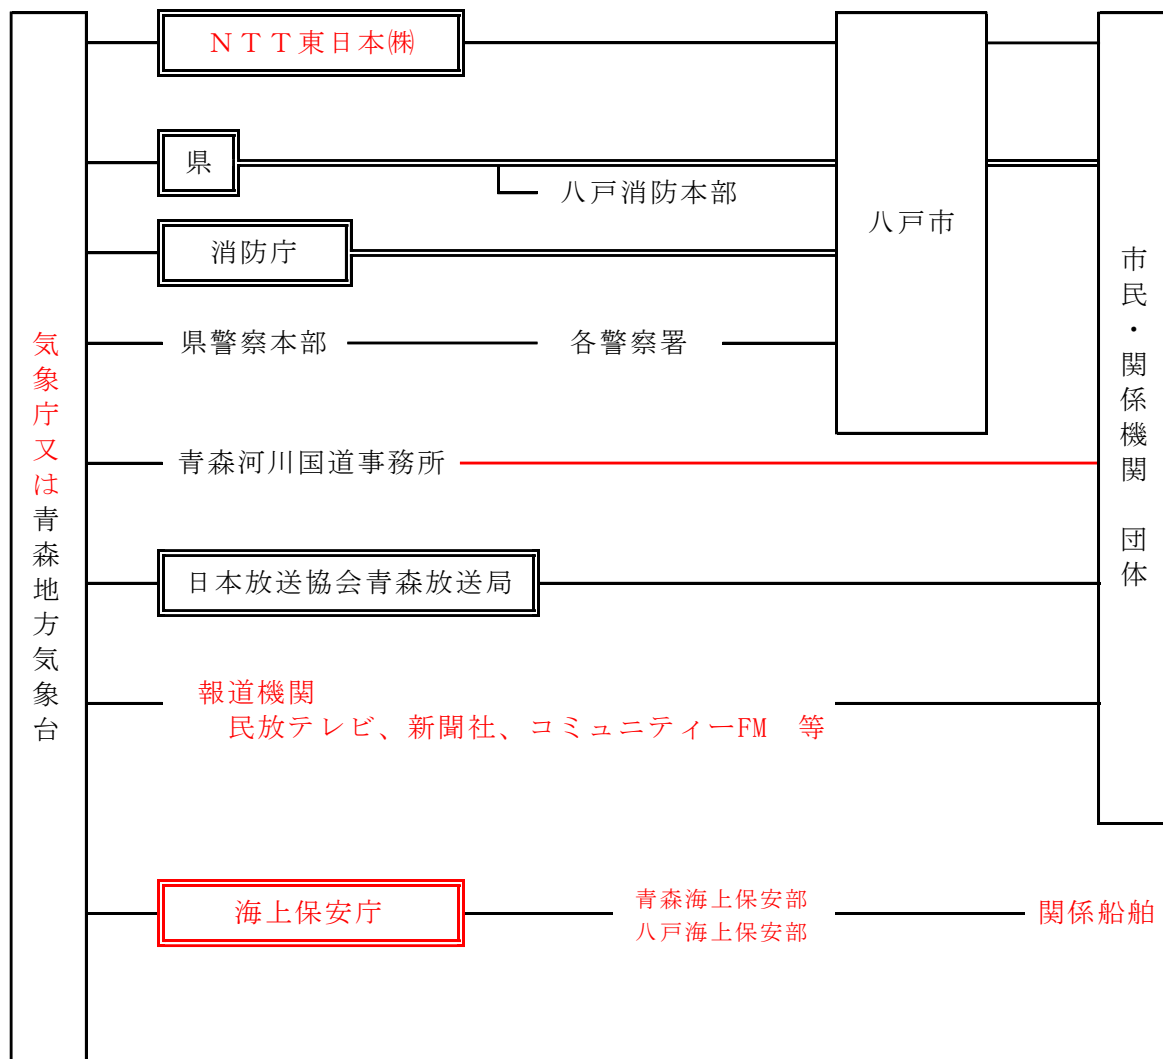 気象庁又は青森地方気象台
ＮＴＴ東日本㈱
県
八戸消防本部
消防庁
県警察本部
各警察署
八戸市
青森河川国道事務所
日本放送協会青森放送局
報道機関
民放テレビ、新聞社、コミュニティーFM　等
市民・関係機関　団体
海上保安庁
青森海上保安部
八戸海上保安部
関係船舶